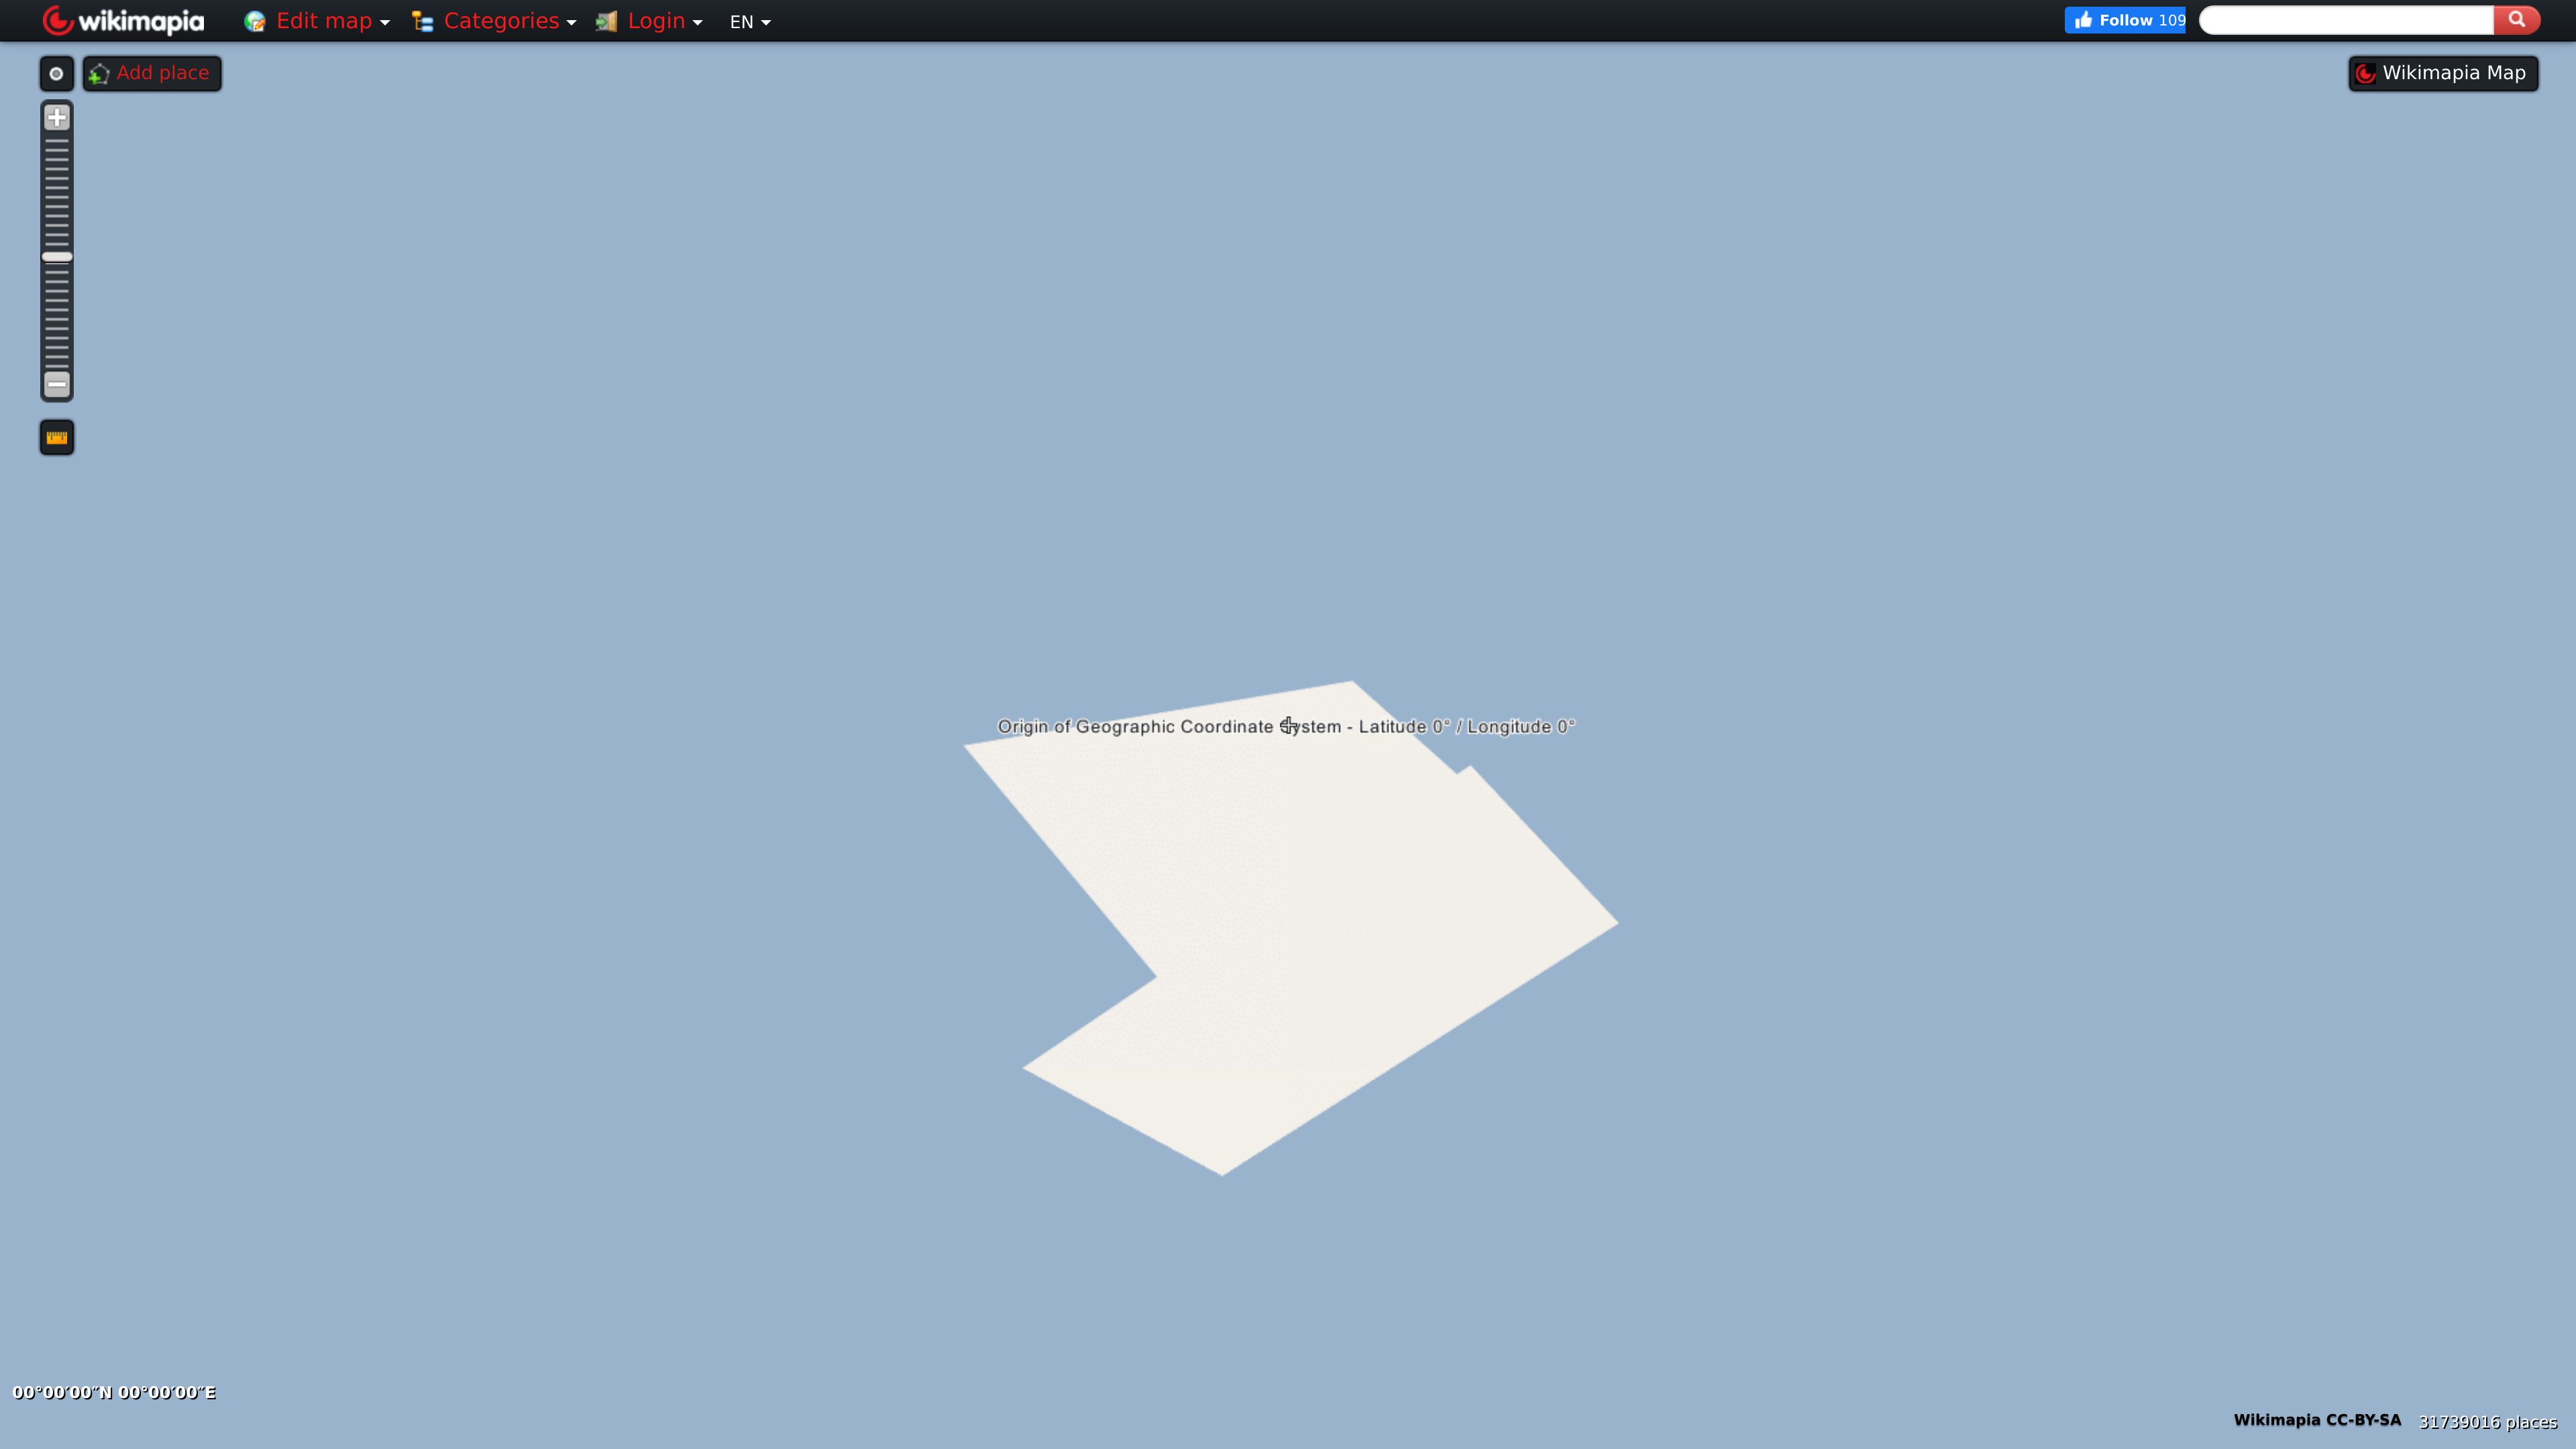 wikimapia Edit map Categories Login EN Follow 109
Add place Wikimapia Map
Origin of Geographic Coordinate System - Latitude 0° / Longitude 0°
00°00'00"N 00°00'00"E
Wikimapia CC-BY-SA 31739016 places